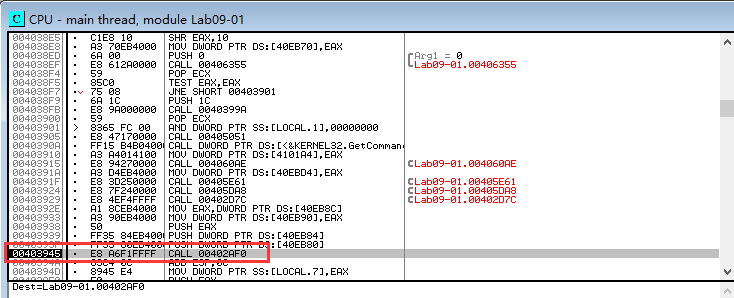 C CPU - main thread, module Lab09-01
004038E5 · C1E8 10 SHR EAX,10
004038E8 · A3 70EB4000 MOV DWORD PTR DS:[40EB70],EAX
004038ED · 6A 00 PUSH 0 Arg1 = 0
004038EF · E8 612A0000 CALL 00406355 Lab09-01.00406355
004038F4 · 59 POP ECX
004038F5 · 85C0 TEST EAX,EAX
004038F7 · 75 08 JNE SHORT 00403901
004038F9 · 6A 1C PUSH 1C
004038FB · E8 9A000000 CALL 0040399A
00403900 · 59 POP ECX
00403901 > 8365 FC 00 AND DWORD PTR SS:[LOCAL.1],00000000
00403905 · E8 47170000 CALL 00405051
0040390A · FF15 B4B04000 CALL DWORD PTR DS:[<&KERNEL32.GetComman
00403910 · A3 A4014100 MOV DWORD PTR DS:[4101A4],EAX
00403915 · E8 94270000 CALL 004060AE Lab09-01.004060AE
0040391A · A3 D4EB4000 MOV DWORD PTR DS:[40EBD4],EAX
0040391F · E8 3D250000 CALL 00405E61 Lab09-01.00405E61
00403924 · E8 7F240000 CALL 00405DA8 Lab09-01.00405DA8
00403929 · E8 4EF4FFFF CALL 00402D7C Lab09-01.00402D7C
0040392E · A1 8CEB4000 MOV EAX,DWORD PTR DS:[40EB8C]
00403933 · A3 90EB4000 MOV DWORD PTR DS:[40EB90],EAX
00403938 · 50 PUSH EAX
00403939 · FF35 84EB4000 PUSH DWORD PTR DS:[40EB84]
0040393F · FF35 80EB4000 PUSH DWORD PTR DS:[40EB80]
00403945 · E8 A6F1FFFF CALL 00402AF0
0040394A · 83C4 0C ADD ESP,0C
0040394D · 8945 E4 MOV DWORD PTR SS:[LOCAL.7],EAX
Dest=Lab09-01.00402AF0